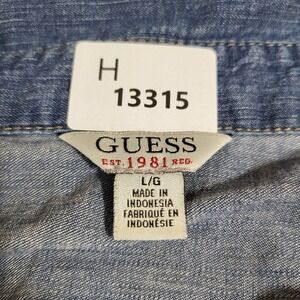 H
13315
GUESS
EST. 1981 REG.
L/G
MADE IN
INDONESIA
FABRIQUÉ EN
INDONÉSIE